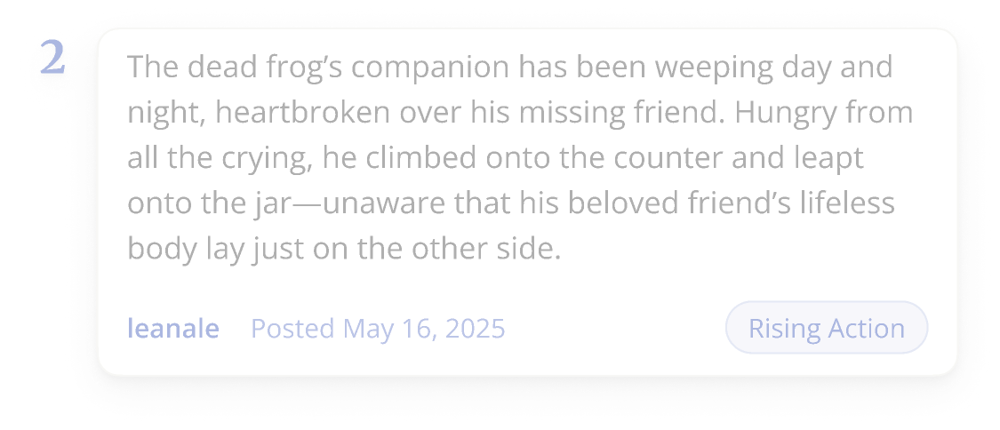 2
The dead frog’s companion has been weeping day and
night, heartbroken over his missing friend. Hungry from
all the crying, he climbed onto the counter and leapt
onto the jar—unaware that his beloved friend’s lifeless
body lay just on the other side.
leanale Posted May 16, 2025 Rising Action